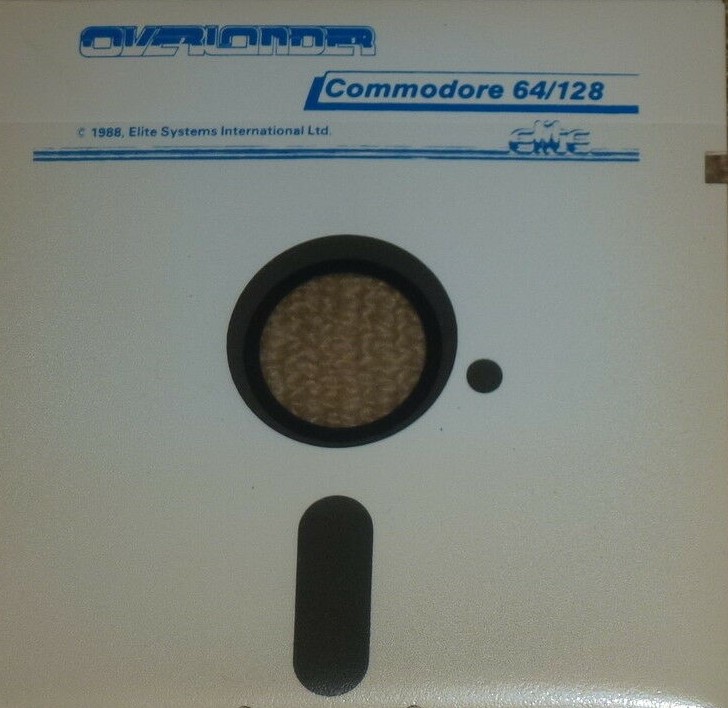 OVERLANDER
Commodore 64/128
© 1988, Elite Systems International Ltd.
ELITE